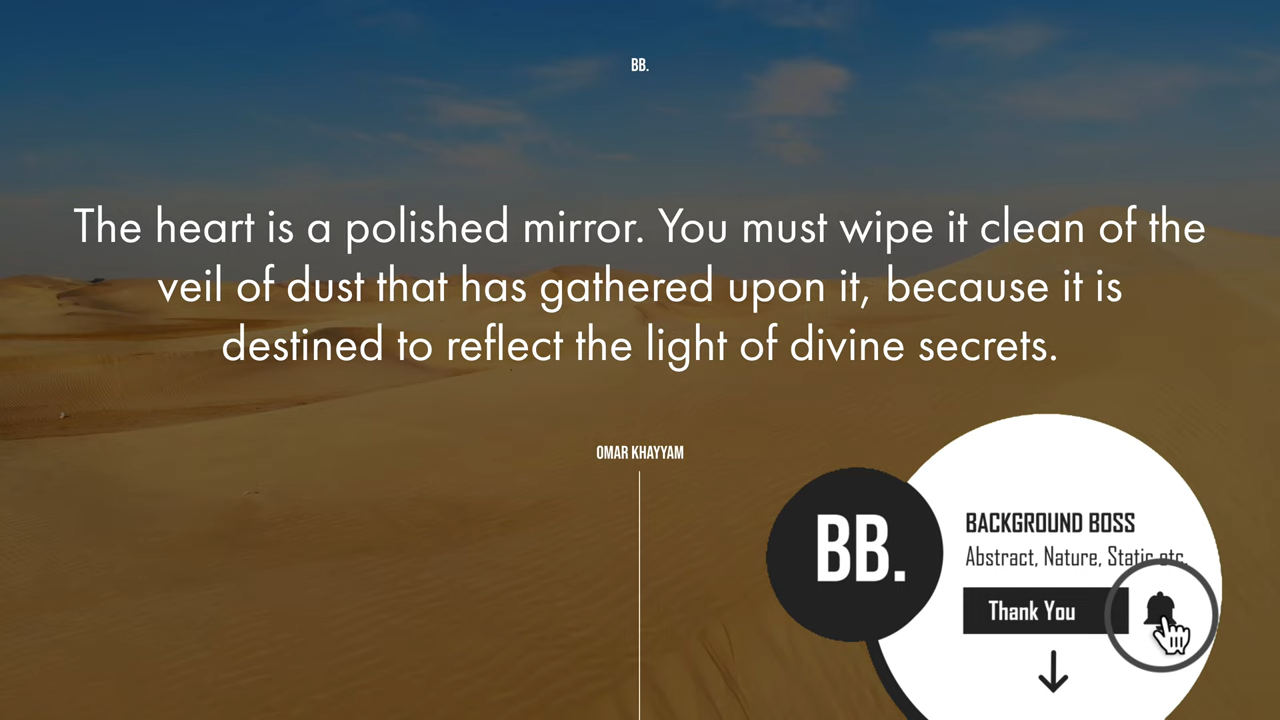 BB.
The heart is a polished mirror. You must wipe it clean of the
veil of dust that has gathered upon it, because it is
destined to reflect the light of divine secrets.
OMAR KHAYYAM
BB.
BACKGROUND BOSS
Abstract, Nature, Static etc.
Thank You